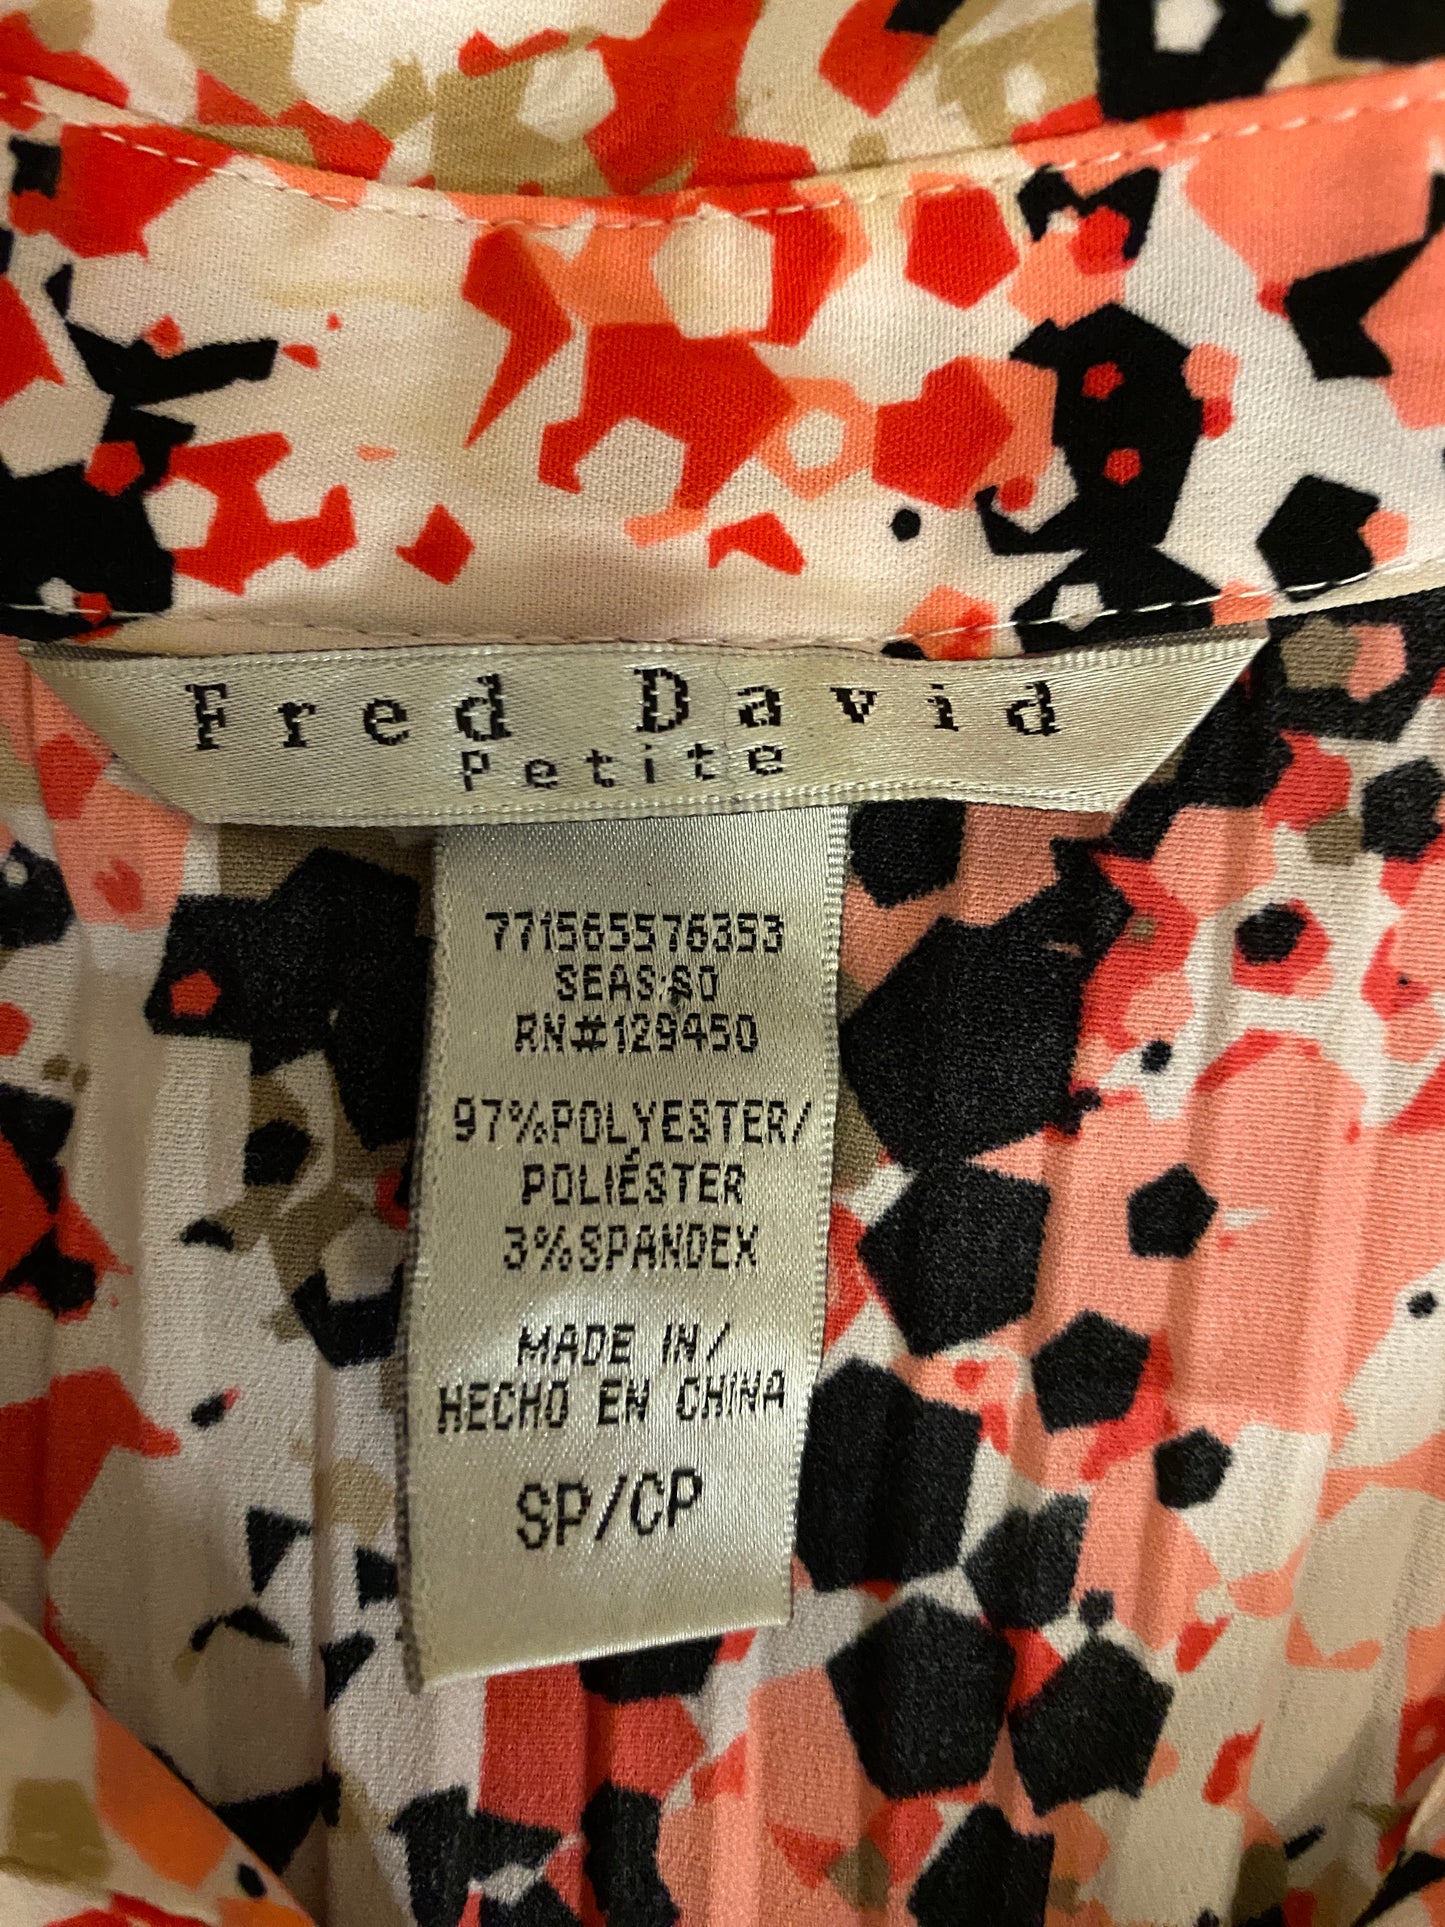 Fred David
Petite
771565576353
SEAS:SO
RN#129450
97%POLYESTER/
POLIÉSTER
3%SPANDEX
MADE IN/
HECHO EN CHINA
SP/CP